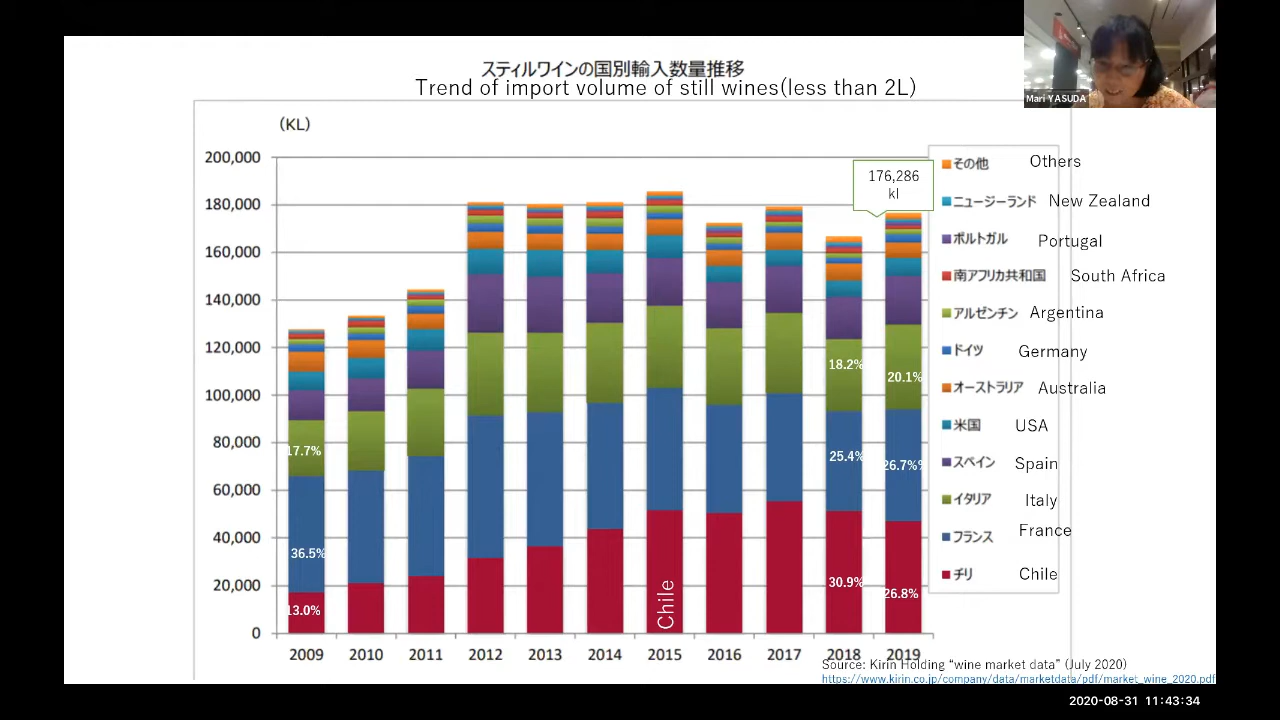 スティルワインの国別輸入数量推移
Trend of import volume of still wines(less than 2L)
Mari YASUDA
(KL)
200,000
180,000
160,000
140,000
120,000
100,000
80,000
60,000
40,000
20,000
0
176,286
kl
17.7%
36.5%
13.0%
Chile
18.2%
25.4%
30.9%
20.1%
26.7%%
26.8%
2009 2010 2011 2012 2013 2014 2015 2016 2017 2018 2019
その他 Others
ニュージーランド New Zealand
ポルトガル Portugal
南アフリカ共和国 South Africa
アルゼンチン Argentina
ドイツ Germany
オーストラリア Australia
米国 USA
スペイン Spain
イタリア Italy
フランス France
チリ Chile
Source: Kirin Holding “wine market data” (July 2020)
https://www.kirin.co.jp/company/data/marketdata/pdf/market_wine_2020.pdf
2020-08-31 11:43:34